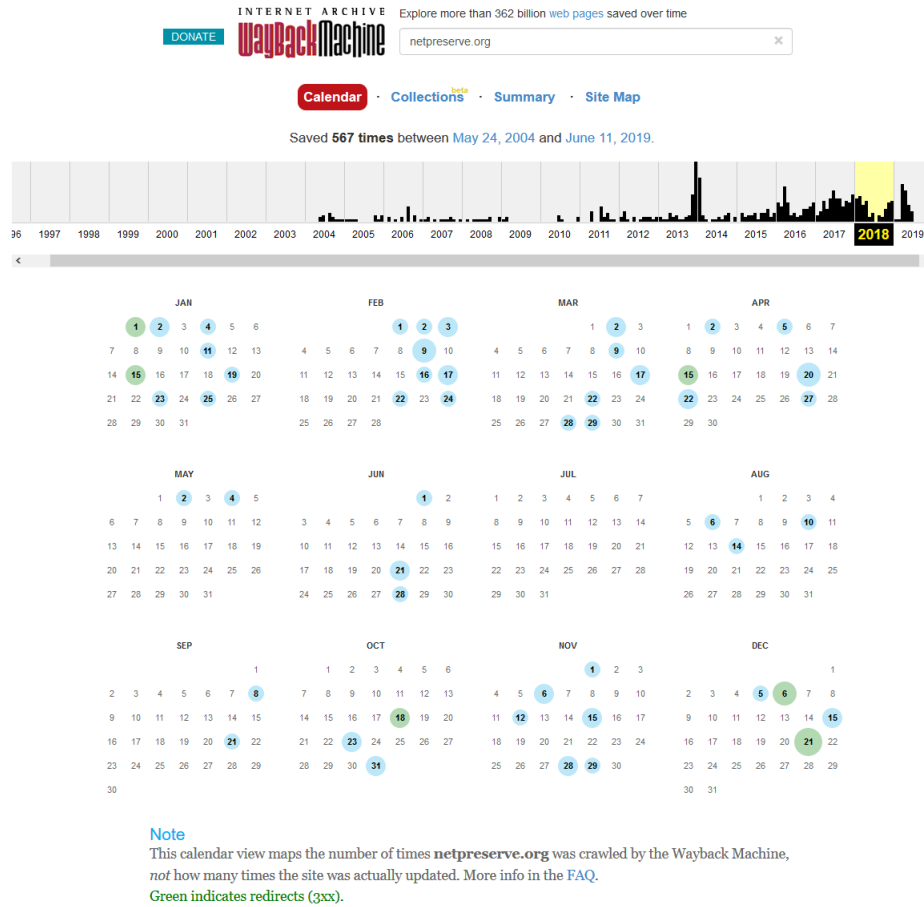 INTERNET ARCHIVE
Explore more than 362 billion web pages saved over time
DONATE
WayBackMachine
netpreserve.org ×
Calendar · Collections beta · Summary · Site Map
Saved 567 times between May 24, 2004 and June 11, 2019.
96 1997 1998 1999 2000 2001 2002 2003 2004 2005 2006 2007 2008 2009 2010 2011 2012 2013 2014 2015 2016 2017 2018 2019
JAN
1 2 3 4 5 6
7 8 9 10 11 12 13
14 15 16 17 18 19 20
21 22 23 24 25 26 27
28 29 30 31
FEB
1 2 3
4 5 6 7 8 9 10
11 12 13 14 15 16 17
18 19 20 21 22 23 24
25 26 27 28
MAR
1 2 3
4 5 6 7 8 9 10
11 12 13 14 15 16 17
18 19 20 21 22 23 24
25 26 27 28 29 30 31
APR
1 2 3 4 5 6 7
8 9 10 11 12 13 14
15 16 17 18 19 20 21
22 23 24 25 26 27 28
29 30
MAY
1 2 3 4 5
6 7 8 9 10 11 12
13 14 15 16 17 18 19
20 21 22 23 24 25 26
27 28 29 30 31
JUN
1 2
3 4 5 6 7 8 9
10 11 12 13 14 15 16
17 18 19 20 21 22 23
24 25 26 27 28 29 30
JUL
1 2 3 4 5 6 7
8 9 10 11 12 13 14
15 16 17 18 19 20 21
22 23 24 25 26 27 28
29 30 31
AUG
1 2 3 4
5 6 7 8 9 10 11
12 13 14 15 16 17 18
19 20 21 22 23 24 25
26 27 28 29 30 31
SEP
1
2 3 4 5 6 7 8
9 10 11 12 13 14 15
16 17 18 19 20 21 22
23 24 25 26 27 28 29
30
OCT
1 2 3 4 5 6
7 8 9 10 11 12 13
14 15 16 17 18 19 20
21 22 23 24 25 26 27
28 29 30 31
NOV
1 2 3
4 5 6 7 8 9 10
11 12 13 14 15 16 17
18 19 20 21 22 23 24
25 26 27 28 29 30
DEC
1
2 3 4 5 6 7 8
9 10 11 12 13 14 15
16 17 18 19 20 21 22
23 24 25 26 27 28 29
30 31
Note
This calendar view maps the number of times netpreserve.org was crawled by the Wayback Machine,
not how many times the site was actually updated. More info in the FAQ.
Green indicates redirects (3xx).